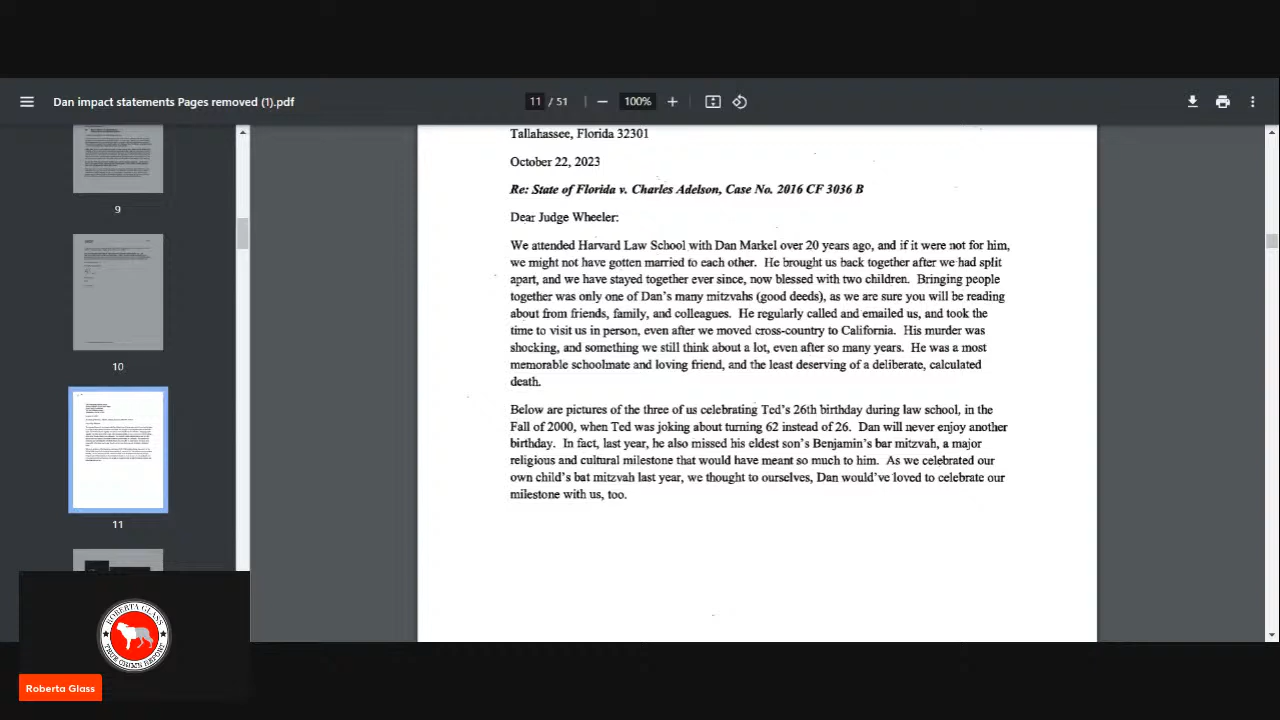 Dan impact statements Pages removed (1).pdf
11 / 51
100%
9
10
11
Tallahassee, Florida 32301
October 22, 2023
Re: State of Florida v. Charles Adelson, Case No. 2016 CF 3036 B
Dear Judge Wheeler:
We attended Harvard Law School with Dan Markel over 20 years ago, and if it were not for him,
we might not have gotten married to each other. He brought us back together after we had split
apart, and we have stayed together ever since, now blessed with two children. Bringing people
together was only one of Dan's many mitzvahs (good deeds), as we are sure you will be reading
about from friends, family, and colleagues. He regularly called and emailed us, and took the
time to visit us in person, even after we moved cross-country to California. His murder was
shocking, and something we still think about a lot, even after so many years. He was a most
memorable schoolmate and loving friend, and the least deserving of a deliberate, calculated
death.
Below are pictures of the three of us celebrating Ted's 26th birthday during law school, in the
Fall of 2000, when Ted was joking about turning 62 instead of 26. Dan will never enjoy another
birthday. In fact, last year, he also missed his eldest son's Benjamin's bar mitzvah, a major
religious and cultural milestone that would have meant so much to him. As we celebrated our
own child's bat mitzvah last year, we thought to ourselves, Dan would've loved to celebrate our
milestone with us, too.
ROBERTA GLASS
TRUE CRIME REPORT
Roberta Glass